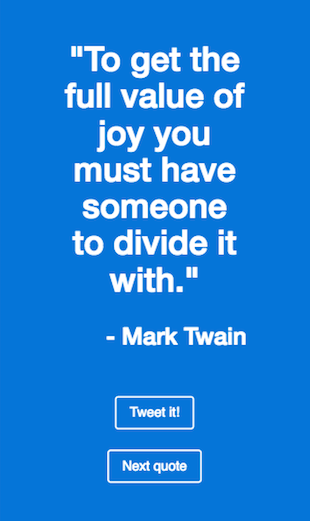 "To get the
full value of
joy you
must have
someone
to divide it
with."
- Mark Twain
Tweet it!
Next quote